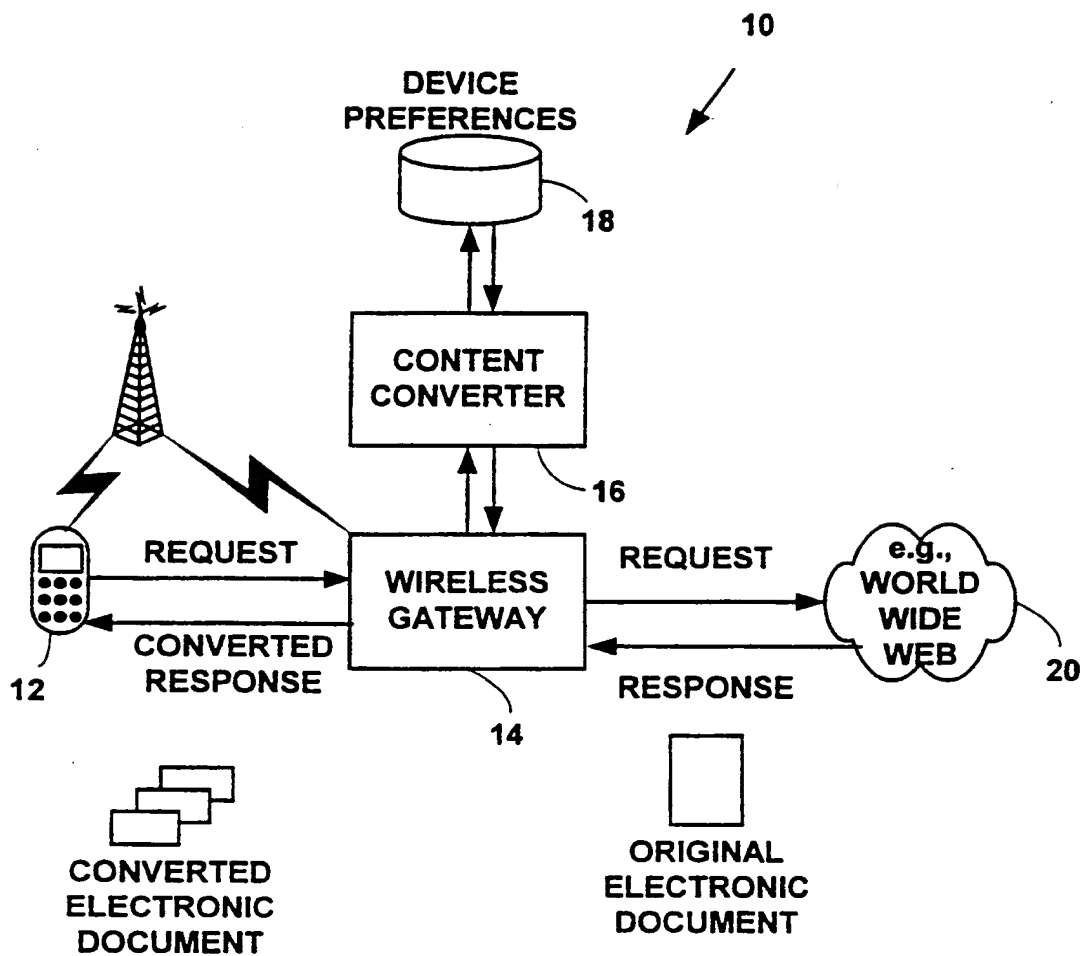 10
DEVICE
PREFERENCES
18
CONTENT
CONVERTER
16
REQUEST
WIRELESS
GATEWAY
REQUEST
e.g.,
WORLD
WIDE
WEB
CONVERTED
RESPONSE
RESPONSE
12
14
20
CONVERTED
ELECTRONIC
DOCUMENT
ORIGINAL
ELECTRONIC
DOCUMENT